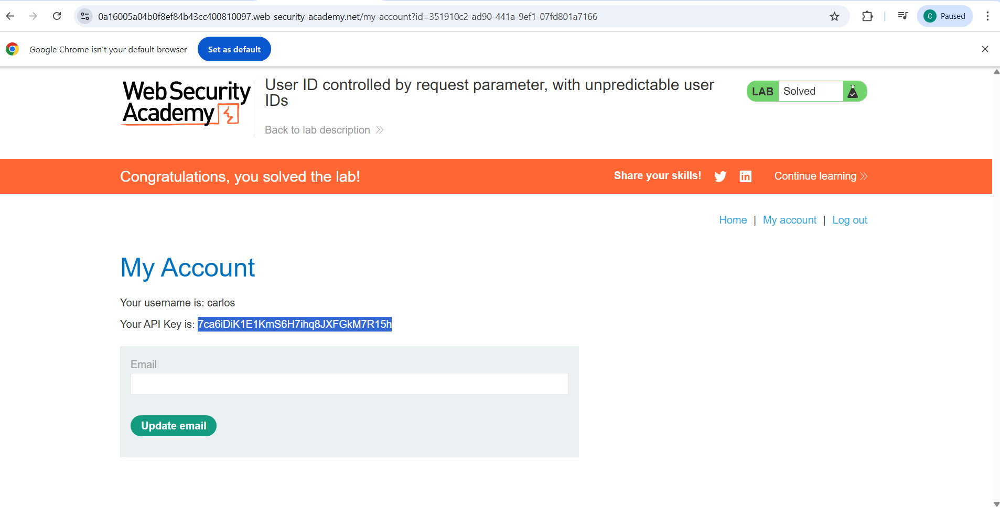 0a16005a04b0f8ef84b43cc400810097.web-security-academy.net/my-account?id=351910c2-ad90-441a-9ef1-07fd801a7166
C Paused
Google Chrome isn't your default browser Set as default
Web Security
Academy
User ID controlled by request parameter, with unpredictable user
IDs
Back to lab description
LAB Solved
Congratulations, you solved the lab! Share your skills! in Continue learning
Home | My account | Log out
My Account
Your username is: carlos
Your API Key is: 7ca6iDiK1E1KmS6H7ihq8JXFGkM7R15h
Email
Update email